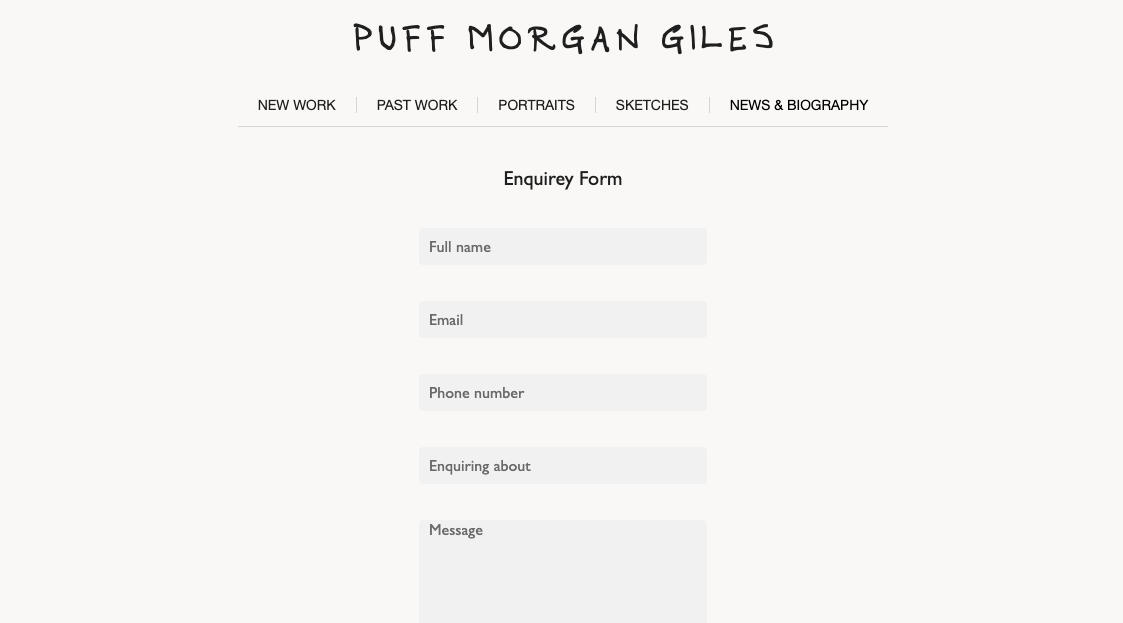 PUFF MORGAN GILES
NEW WORK PAST WORK PORTRAITS SKETCHES NEWS & BIOGRAPHY
Enquirey Form
Full name
Email
Phone number
Enquiring about
Message